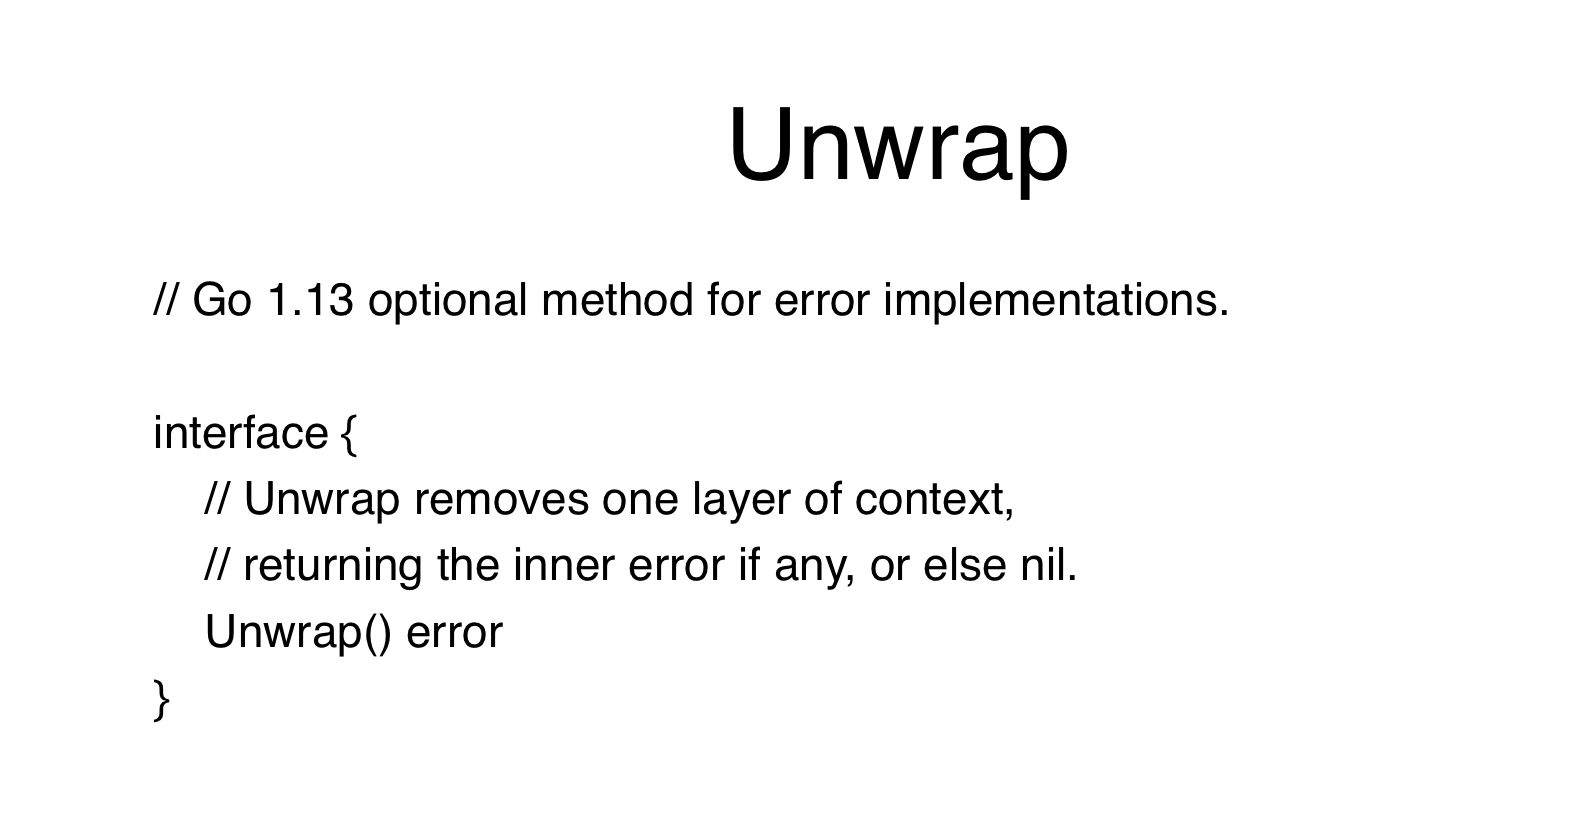 Unwrap
// Go 1.13 optional method for error implementations.
interface {
// Unwrap removes one layer of context,
// returning the inner error if any, or else nil.
Unwrap() error
}